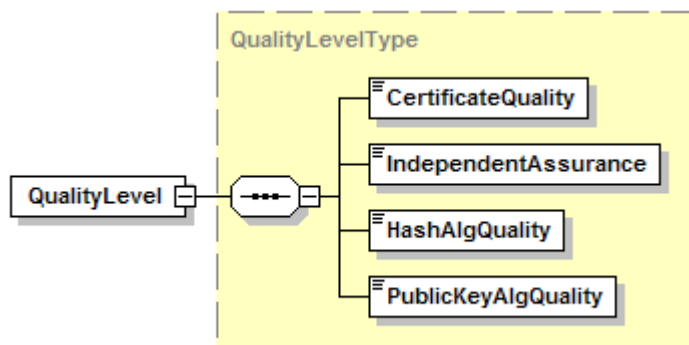 QualityLevelType
CertificateQuality
IndependentAssurance
QualityLevel
HashAlgQuality
PublicKeyAlgQuality